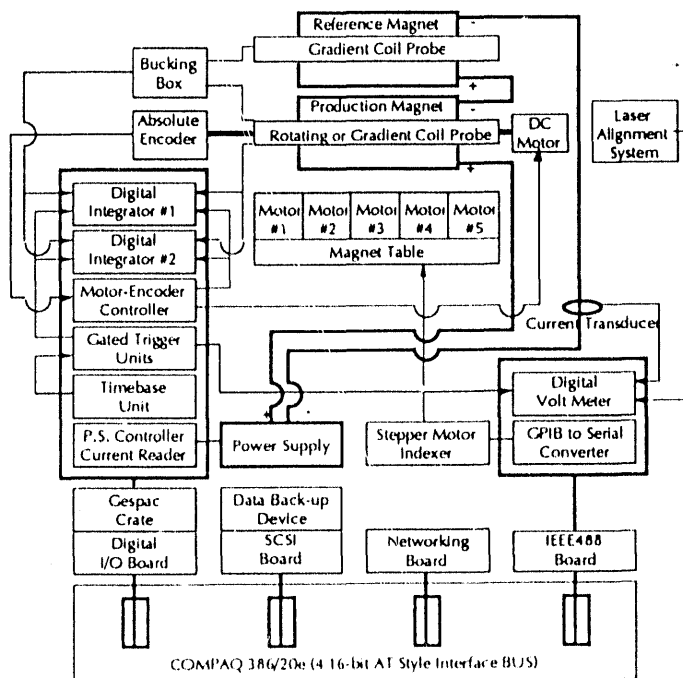 Reference Magnet
-
Gradient Coil Probe
+
Bucking
Box
Production Magnet
-
Absolute
Encoder
Rotating or Gradient Coil Probe
DC
Motor
+
Laser
Alignment
System
Digital
Integrator #1
Motor
#1
Motor
#2
Motor
#3
Motor
#4
Motor
#5
Magnet Table
Digital
Integrator #2
Motor-Encoder
Controller
Current Transducer
Gated Trigger
Units
Timebase
Unit
Digital
Volt Meter
P.S. Controller
Current Reader
+
-
Power Supply
Stepper Motor
Indexer
GPIB to Serial
Converter
Gespac
Crate
Digital
I/O Board
Data Back-up
Device
SCSI
Board
Networking
Board
IEEE488
Board
COMPAQ 386/20e (4 16-bit AT Style Interface BUS)